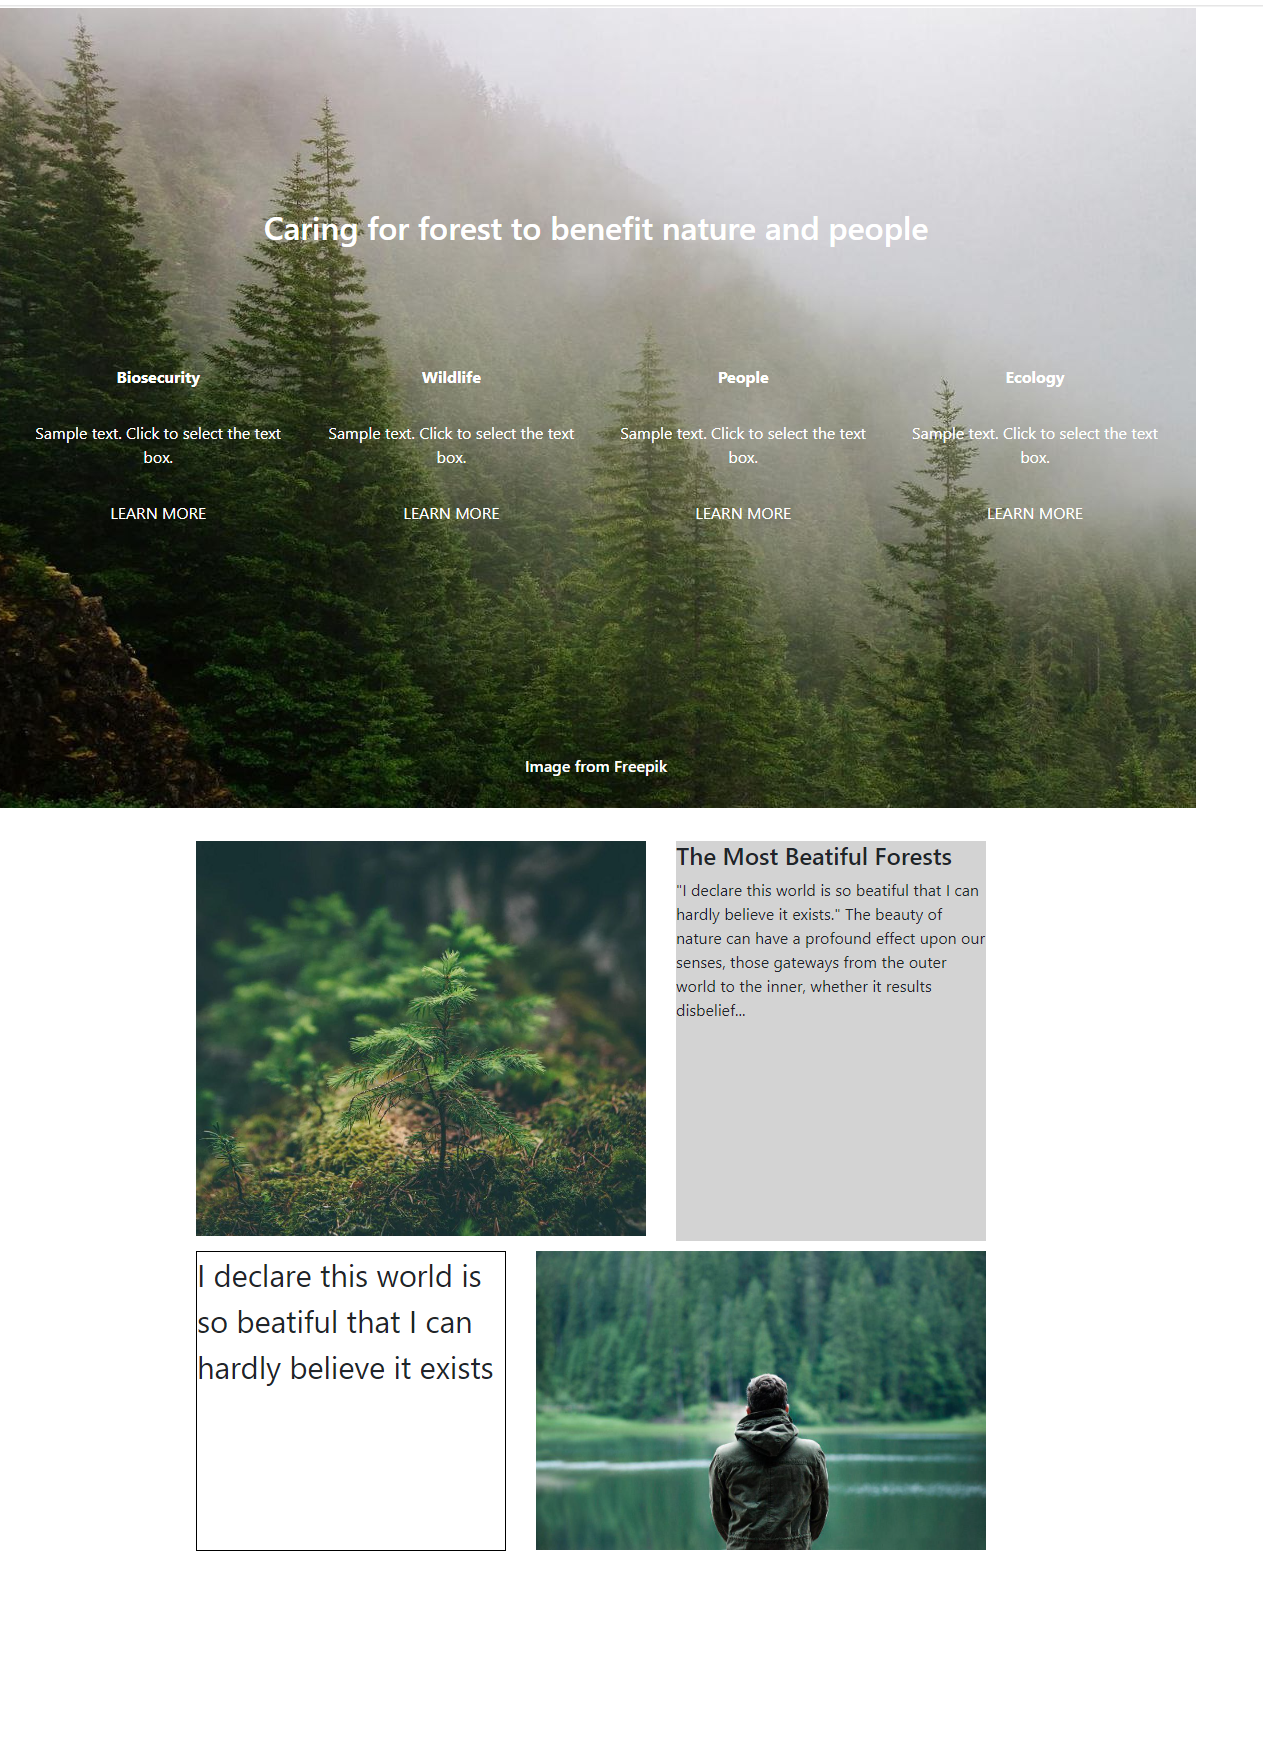 Caring for forest to benefit nature and people
Biosecurity
Wildlife
People
Ecology
Sample text. Click to select the text
box.
Sample text. Click to select the text
box.
Sample text. Click to select the text
box.
Sample text. Click to select the text
box.
LEARN MORE
LEARN MORE
LEARN MORE
LEARN MORE
Image from Freepik
The Most Beatiful Forests
"I declare this world is so beatiful that I can
hardly believe it exists." The beauty of
nature can have a profound effect upon our
senses, those gateways from the outer
world to the inner, whether it results
disbelief...
I declare this world is
so beatiful that I can
hardly believe it exists